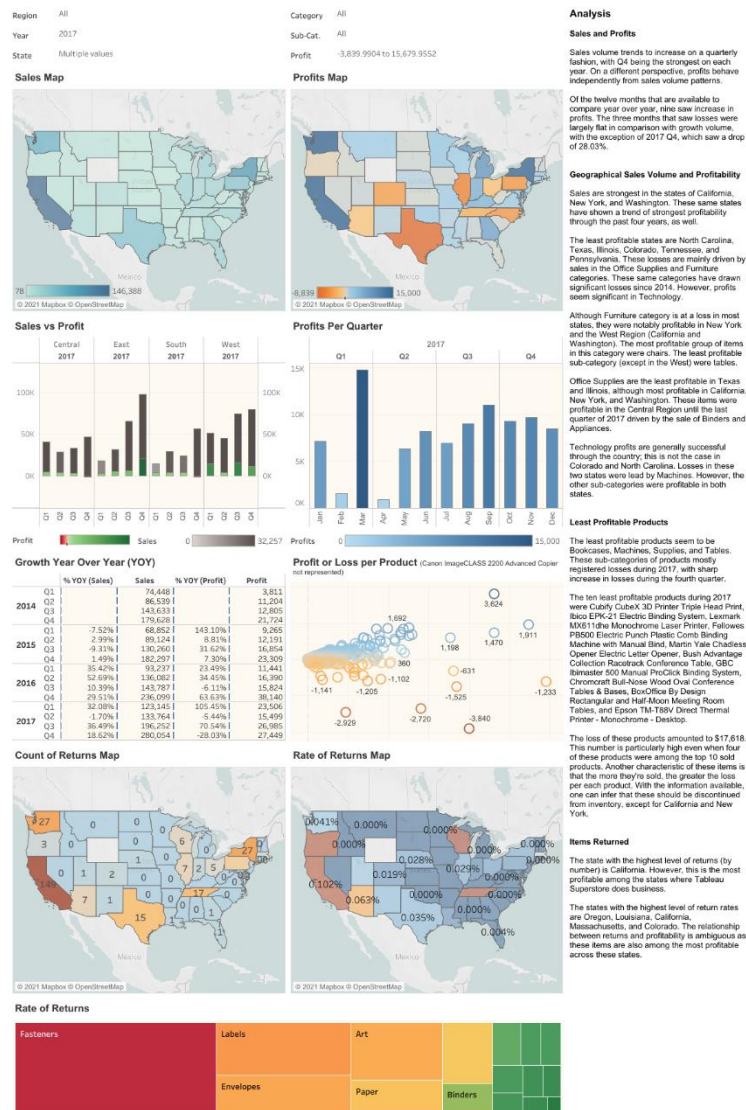 Region All
Category All
Year 2017
Sub-Cat. All
State Multiple values
Profit -3,839.9904 to 15,679.9552
Sales Map
78 146,388
© 2021 Mapbox © OpenStreetMap
Mexico
Profits Map
-8,839 15,000
© 2021 Mapbox © OpenStreetMap
Mexico
Sales vs Profit
Central East South West
2017 2017 2017 2017
100K 100K
50K 50K
0K 0K
Q1 Q2 Q3 Q4 Q1 Q2 Q3 Q4 Q1 Q2 Q3 Q4 Q1 Q2 Q3 Q4
Profit Sales 0 32,257
Profits Per Quarter
2017
Q1 Q2 Q3 Q4
15K
10K
5K
0K
Jan Feb Mar Apr May Jun Jul Aug Sep Oct Nov Dec
Profits 0 15,000
Growth Year Over Year (YOY)
% YOY (Sales) Sales % YOY (Profit) Profit
2014 Q1 74,448 3,811
Q2 86,539 11,204
Q3 143,633 12,805
Q4 179,628 21,724
2015 Q1 -7.52% 68,852 143.10% 9,265
Q2 2.99% 89,124 8.81% 12,191
Q3 -9.31% 130,260 31.62% 16,854
Q4 1.49% 182,297 7.30% 23,309
2016 Q1 35.42% 93,237 23.49% 11,441
Q2 52.69% 136,082 34.45% 16,390
Q3 10.39% 143,787 -6.11% 15,824
Q4 29.51% 236,099 63.63% 38,140
2017 Q1 32.08% 123,145 105.45% 23,506
Q2 -1.70% 133,764 -5.44% 15,499
Q3 36.49% 196,252 70.54% 26,985
Q4 18.62% 280,054 -28.03% 27,449
Profit or Loss per Product (Canon ImageCLASS 2200 Advanced Copier
not represented)
3,624
1,692
1,911
1,198 1,470
360
-631
-1,102
-1,141 -1,205
-1,233
-1,525
-2,929 -2,720
-3,840
Count of Returns Map
27 0 0 0 6 27
3 0 0 0
149 0 1 2 1 0 7 2 5
7 1 0 17 0
15
Mexico
© 2021 Mapbox © OpenStreetMap
Rate of Returns Map
0.041% 0.000% 0.000% 0.000%
0.000% 0.028% 0.000%
0.102% 0.019% 0.029% 0.000%
0.063% 0.000% 0.000%
0.035% 0.000% 0.000%
0.004%
Mexico
© 2021 Mapbox © OpenStreetMap
Rate of Returns
Fasteners
Labels
Art
Envelopes
Paper
Binders
Analysis
Sales and Profits
Sales volume trends to increase on a quarterly
fashion, with Q4 being the strongest on each
year. On a different perspective, profits behave
independently from sales volume patterns.
Of the twelve months that are available to
compare year over year, nine saw increase in
profits. The three months that saw losses were
largely flat in comparison with growth volume,
with the exception of 2017 Q4, which saw a drop
of 28.03%.
Geographical Sales Volume and Profitability
Sales are strongest in the states of California,
New York, and Washington. These same states
have shown a trend of strongest profitability
through the past four years, as well.
The least profitable states are North Carolina,
Texas, Illinois, Colorado, Tennessee, and
Pennsylvania. These losses are mainly driven by
sales in the Office Supplies and Furniture
categories. These same categories have drawn
significant losses since 2014. However, profits
seem significant in Technology.
Although Furniture category is at a loss in most
states, they were notably profitable in New York
and the West Region (California and
Washington). The most profitable group of items
in this category were chairs. The least profitable
sub-category (except in the West) were tables.
Office Supplies are the least profitable in Texas
and Illinois, although most profitable in California,
New York, and Washington. These items were
profitable in the Central Region until the last
quarter of 2017 driven by the sale of Binders and
Appliances.
Technology profits are generally successful
through the country; this is not the case in
Colorado and North Carolina. Losses in these
two states were lead by Machines. However, the
other sub-categories were profitable in both
states.
Least Profitable Products
The least profitable products seem to be
Bookcases, Machines, Supplies, and Tables.
These sub-categories of products mostly
registered losses during 2017, with sharp
increase in losses during the fourth quarter.
The ten least profitable products during 2017
were Cubify CubeX 3D Printer Triple Head Print,
Ibico EPK-21 Electric Binding System, Lexmark
MX611dhe Monochrome Laser Printer, Fellowes
PB500 Electric Punch Plastic Comb Binding
Machine with Manual Bind, Martin Yale Chadless
Opener Electric Letter Opener, Bush Advantage
Collection Racetrack Conference Table, GBC
Ibimaster 500 Manual ProClick Binding System,
Chromcraft Bull-Nose Wood Oval Conference
Tables & Bases, BoxOffice By Design
Rectangular and Half-Moon Meeting Room
Tables, and Epson TM-T88V Direct Thermal
Printer - Monochrome - Desktop.
The loss of these products amounted to $17,618.
This number is particularly high even when four
of these products were among the top 10 sold
products. Another characteristic of these items is
that the more they're sold, the greater the loss
per each product. With the information available,
one can infer that these should be discontinued
from inventory, except for California and New
York.
Items Returned
The state with the highest level of returns (by
number) is California. However, this is the most
profitable among the states where Tableau
Superstore does business.
The states with the highest level of return rates
are Oregon, Louisiana, California,
Massachusetts, and Colorado. The relationship
between returns and profitability is ambiguous as
these items are also among the most profitable
across these states.